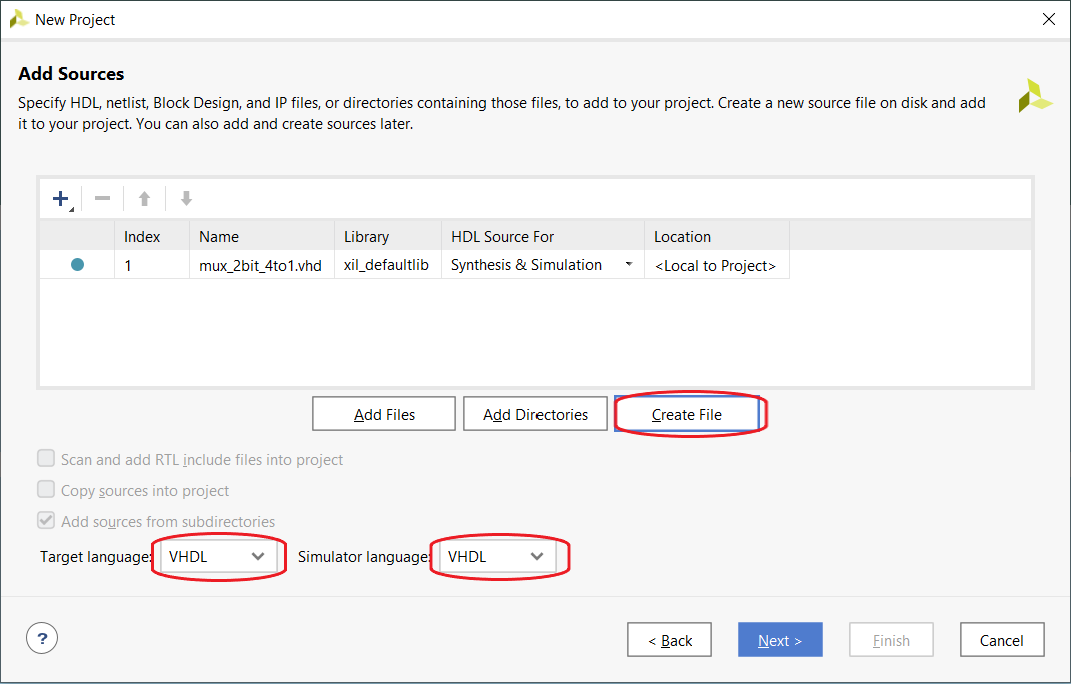 New Project
Add Sources
Specify HDL, netlist, Block Design, and IP files, or directories containing those files, to add to your project. Create a new source file on disk and add
it to your project. You can also add and create sources later.
Index Name Library HDL Source For Location
1 mux_2bit_4to1.vhd xil_defaultlib Synthesis & Simulation <Local to Project>
Add Files Add Directories Create File
Scan and add RTL include files into project
Copy sources into project
Add sources from subdirectories
Target language: VHDL Simulator language: VHDL
? < Back Next > Finish Cancel